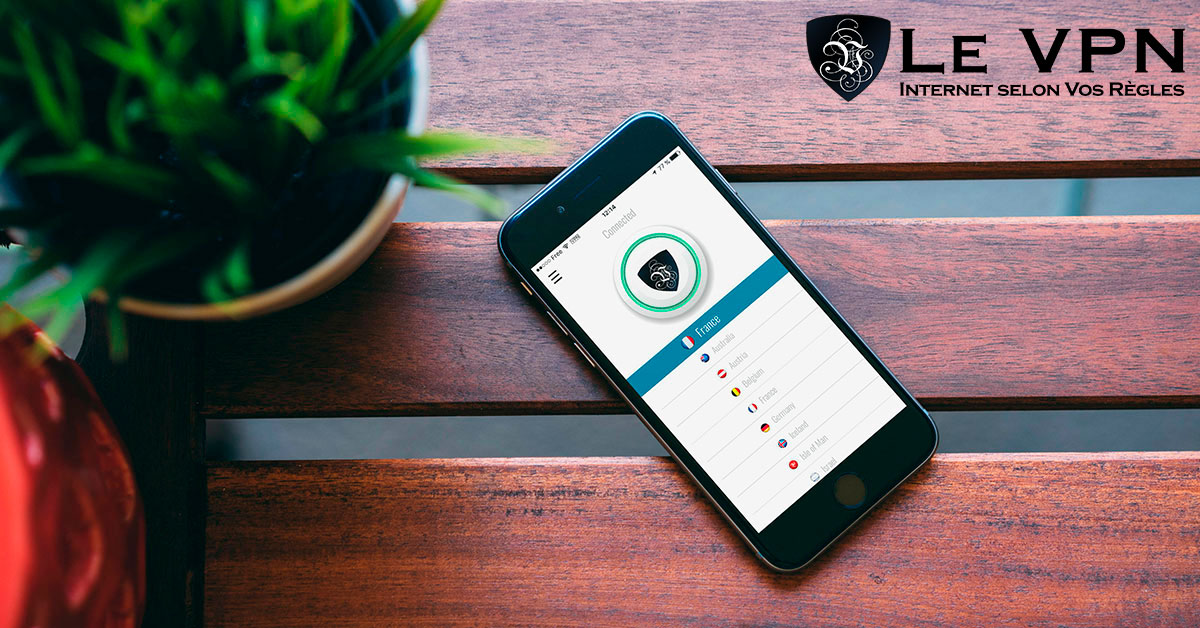 LE VPN
INTERNET SELON VOS RÈGLES
Free
12:14
77 %
Connected
France
Australia
Austria
Belgium
France
Germany
Iceland
Isle of Man
Israel